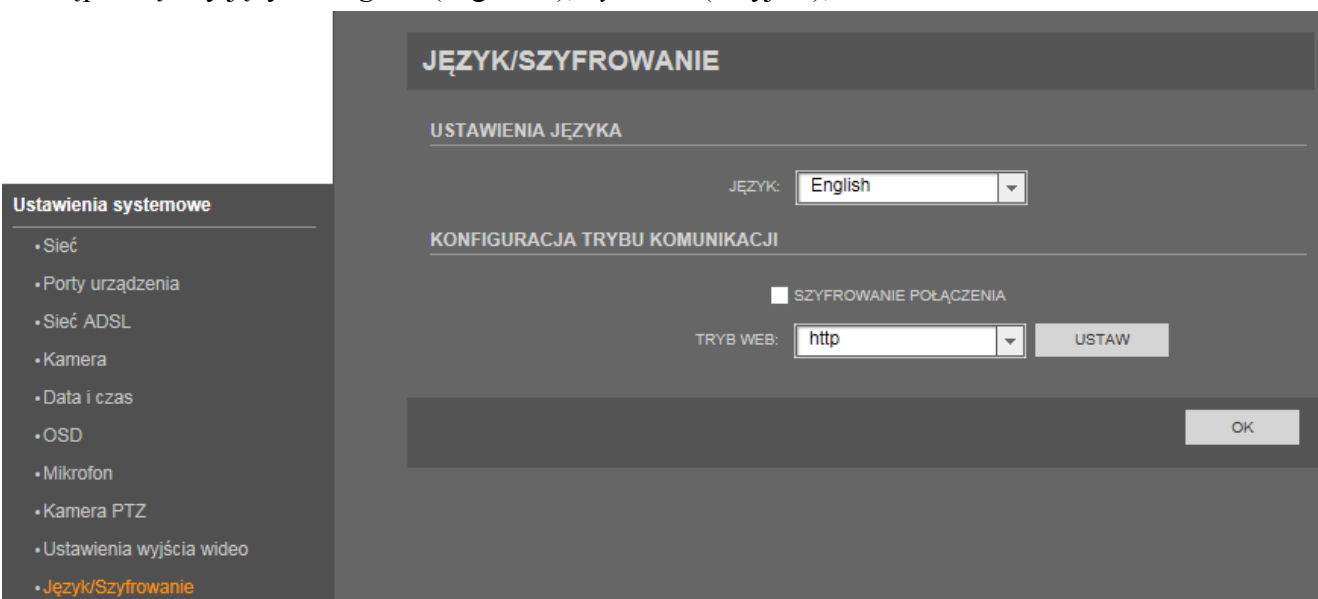 JĘZYK/SZYFROWANIE
USTAWIENIA JĘZYKA
JĘZYK: English
KONFIGURACJA TRYBU KOMUNIKACJI
SZYFROWANIE POŁĄCZENIA
TRYB WEB: http USTAW
OK
Ustawienia systemowe
•Sieć
•Porty urządzenia
•Sieć ADSL
•Kamera
•Data i czas
•OSD
•Mikrofon
•Kamera PTZ
•Ustawienia wyjścia wideo
•Język/Szyfrowanie